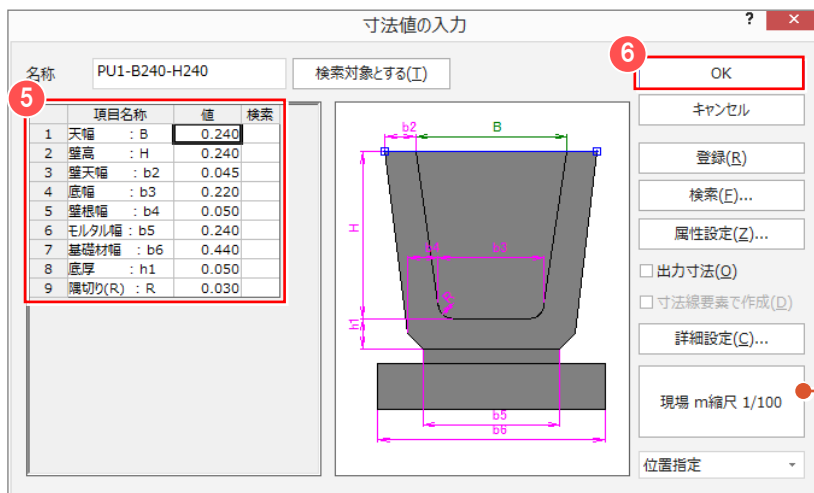 寸法値の入力
? ×
名称 PU1-B240-H240 検索対象とする(T)
5
6
項目名称 値 検索
1 天幅 : B 0.240
2 壁高 : H 0.240
3 壁天幅 : b2 0.045
4 底幅 : b3 0.220
5 壁根幅 : b4 0.050
6 モルタル幅 : b5 0.240
7 基礎材幅 : b6 0.440
8 底厚 : h1 0.050
9 隅切り(R) : R 0.030
b2
B
H
b4
b3
R
h1
b5
b6
OK
キャンセル
登録(R)
検索(F)...
属性設定(Z)...
出力寸法(O)
寸法線要素で作成(D)
詳細設定(C)...
現場 m縮尺 1/100
位置指定